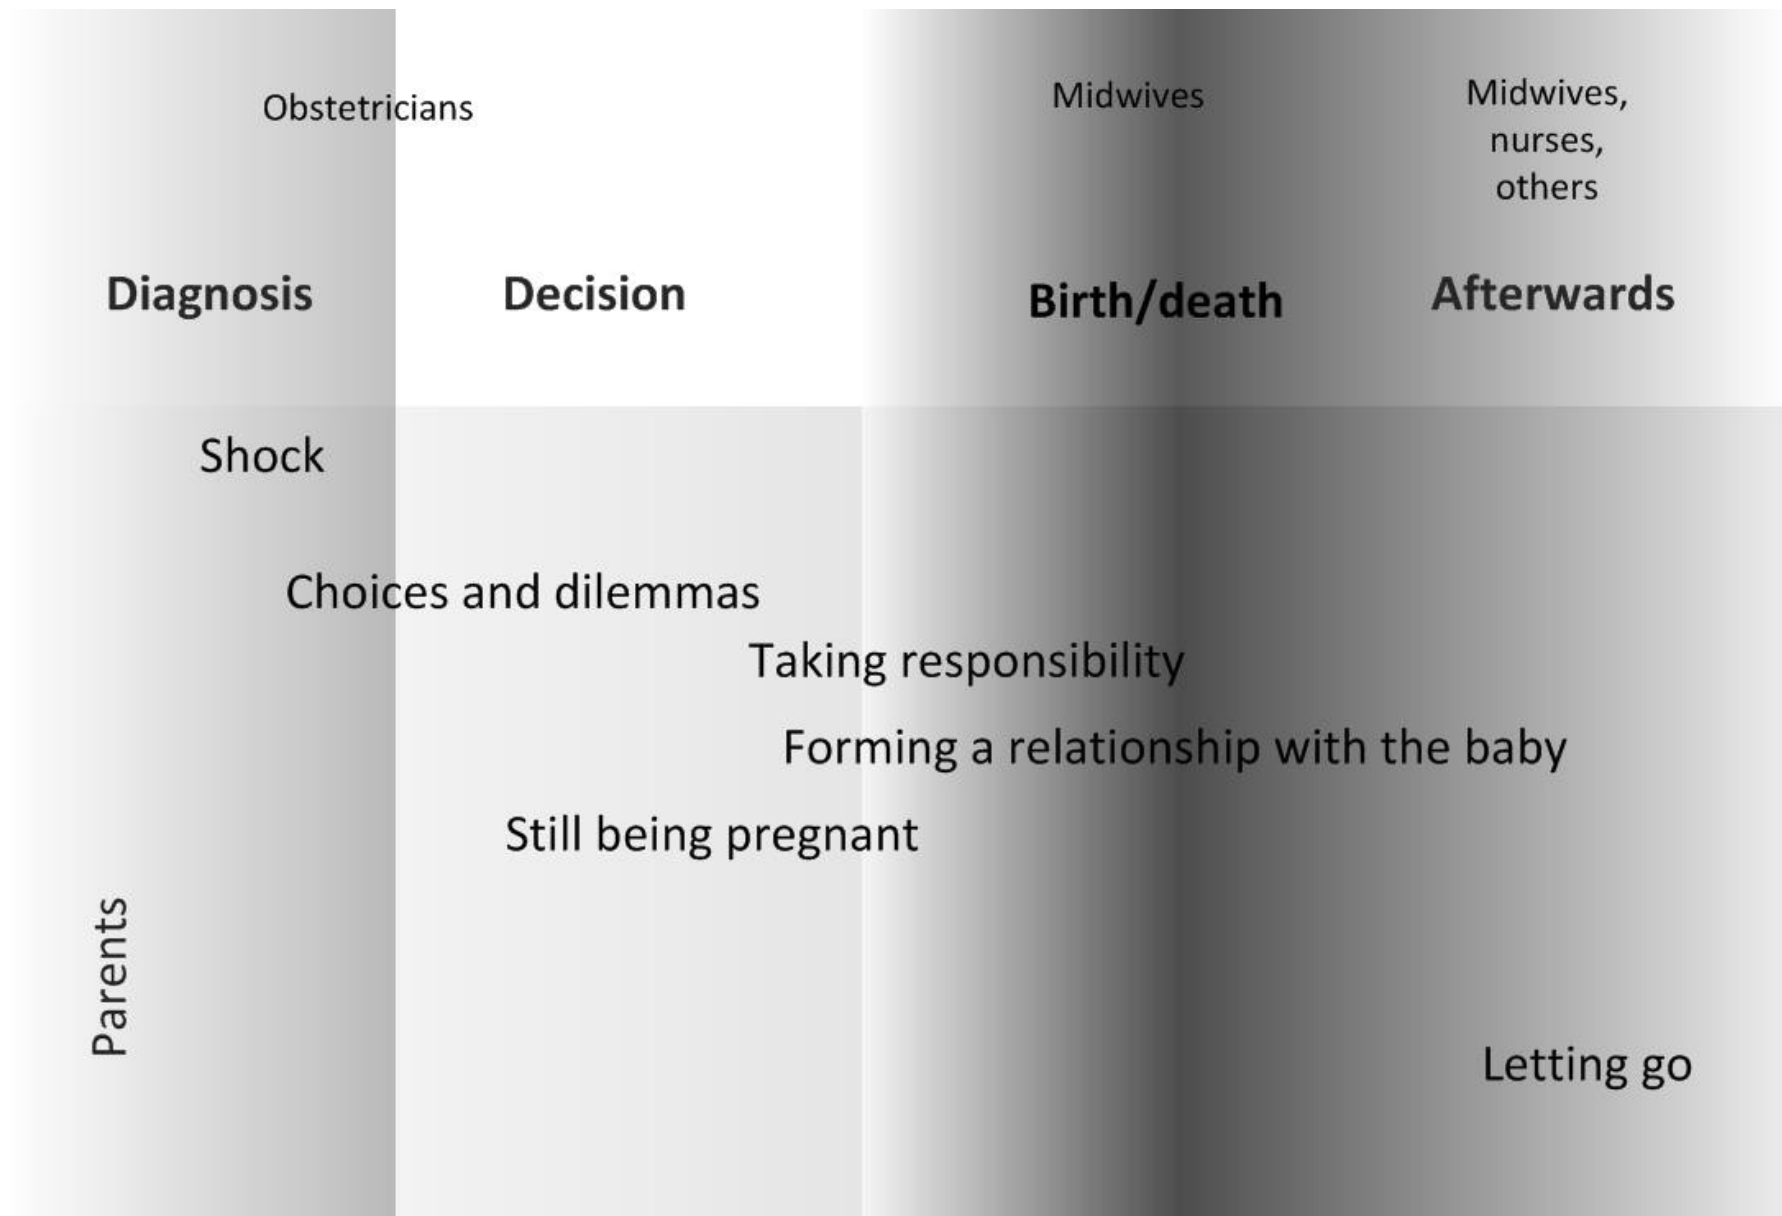 Obstetricians
Midwives
Midwives,
nurses,
others
Diagnosis
Decision
Birth/death
Afterwards
Shock
Choices and dilemmas
Taking responsibility
Forming a relationship with the baby
Still being pregnant
Parents
Letting go